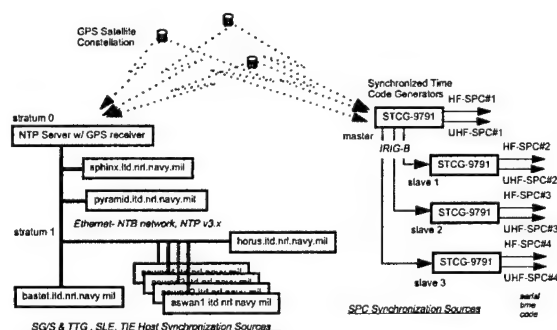 GPS Satellite
Constellation
stratum 0
NTP Server w/ GPS receiver
sphinx.itd.nrl.navy.mil
pyramid.itd.nrl.navy.mil
Ethernet- NTB network, NTP v3.x
stratum 1
horus.itd.nrl.navy.mil
bastet.itd.nrl.navy mil
aswan1 itd nrl navy mil
SG/S & TTG , SLE, TIE Host Synchronization Sources
Synchronized Time
Code Generators
HF-SPC#1
STCG-9791
master
IRIG-B
UHF-SPC#1
HF-SPC#2
STCG-9791
slave 1
UHF-SPC#2
HF-SPC#3
STCG-9791
slave 2
UHF-SPC#3
HF-SPC#4
STCG-9791
slave 3
UHF-SPC#4
SPC Synchronization Sources
time
code